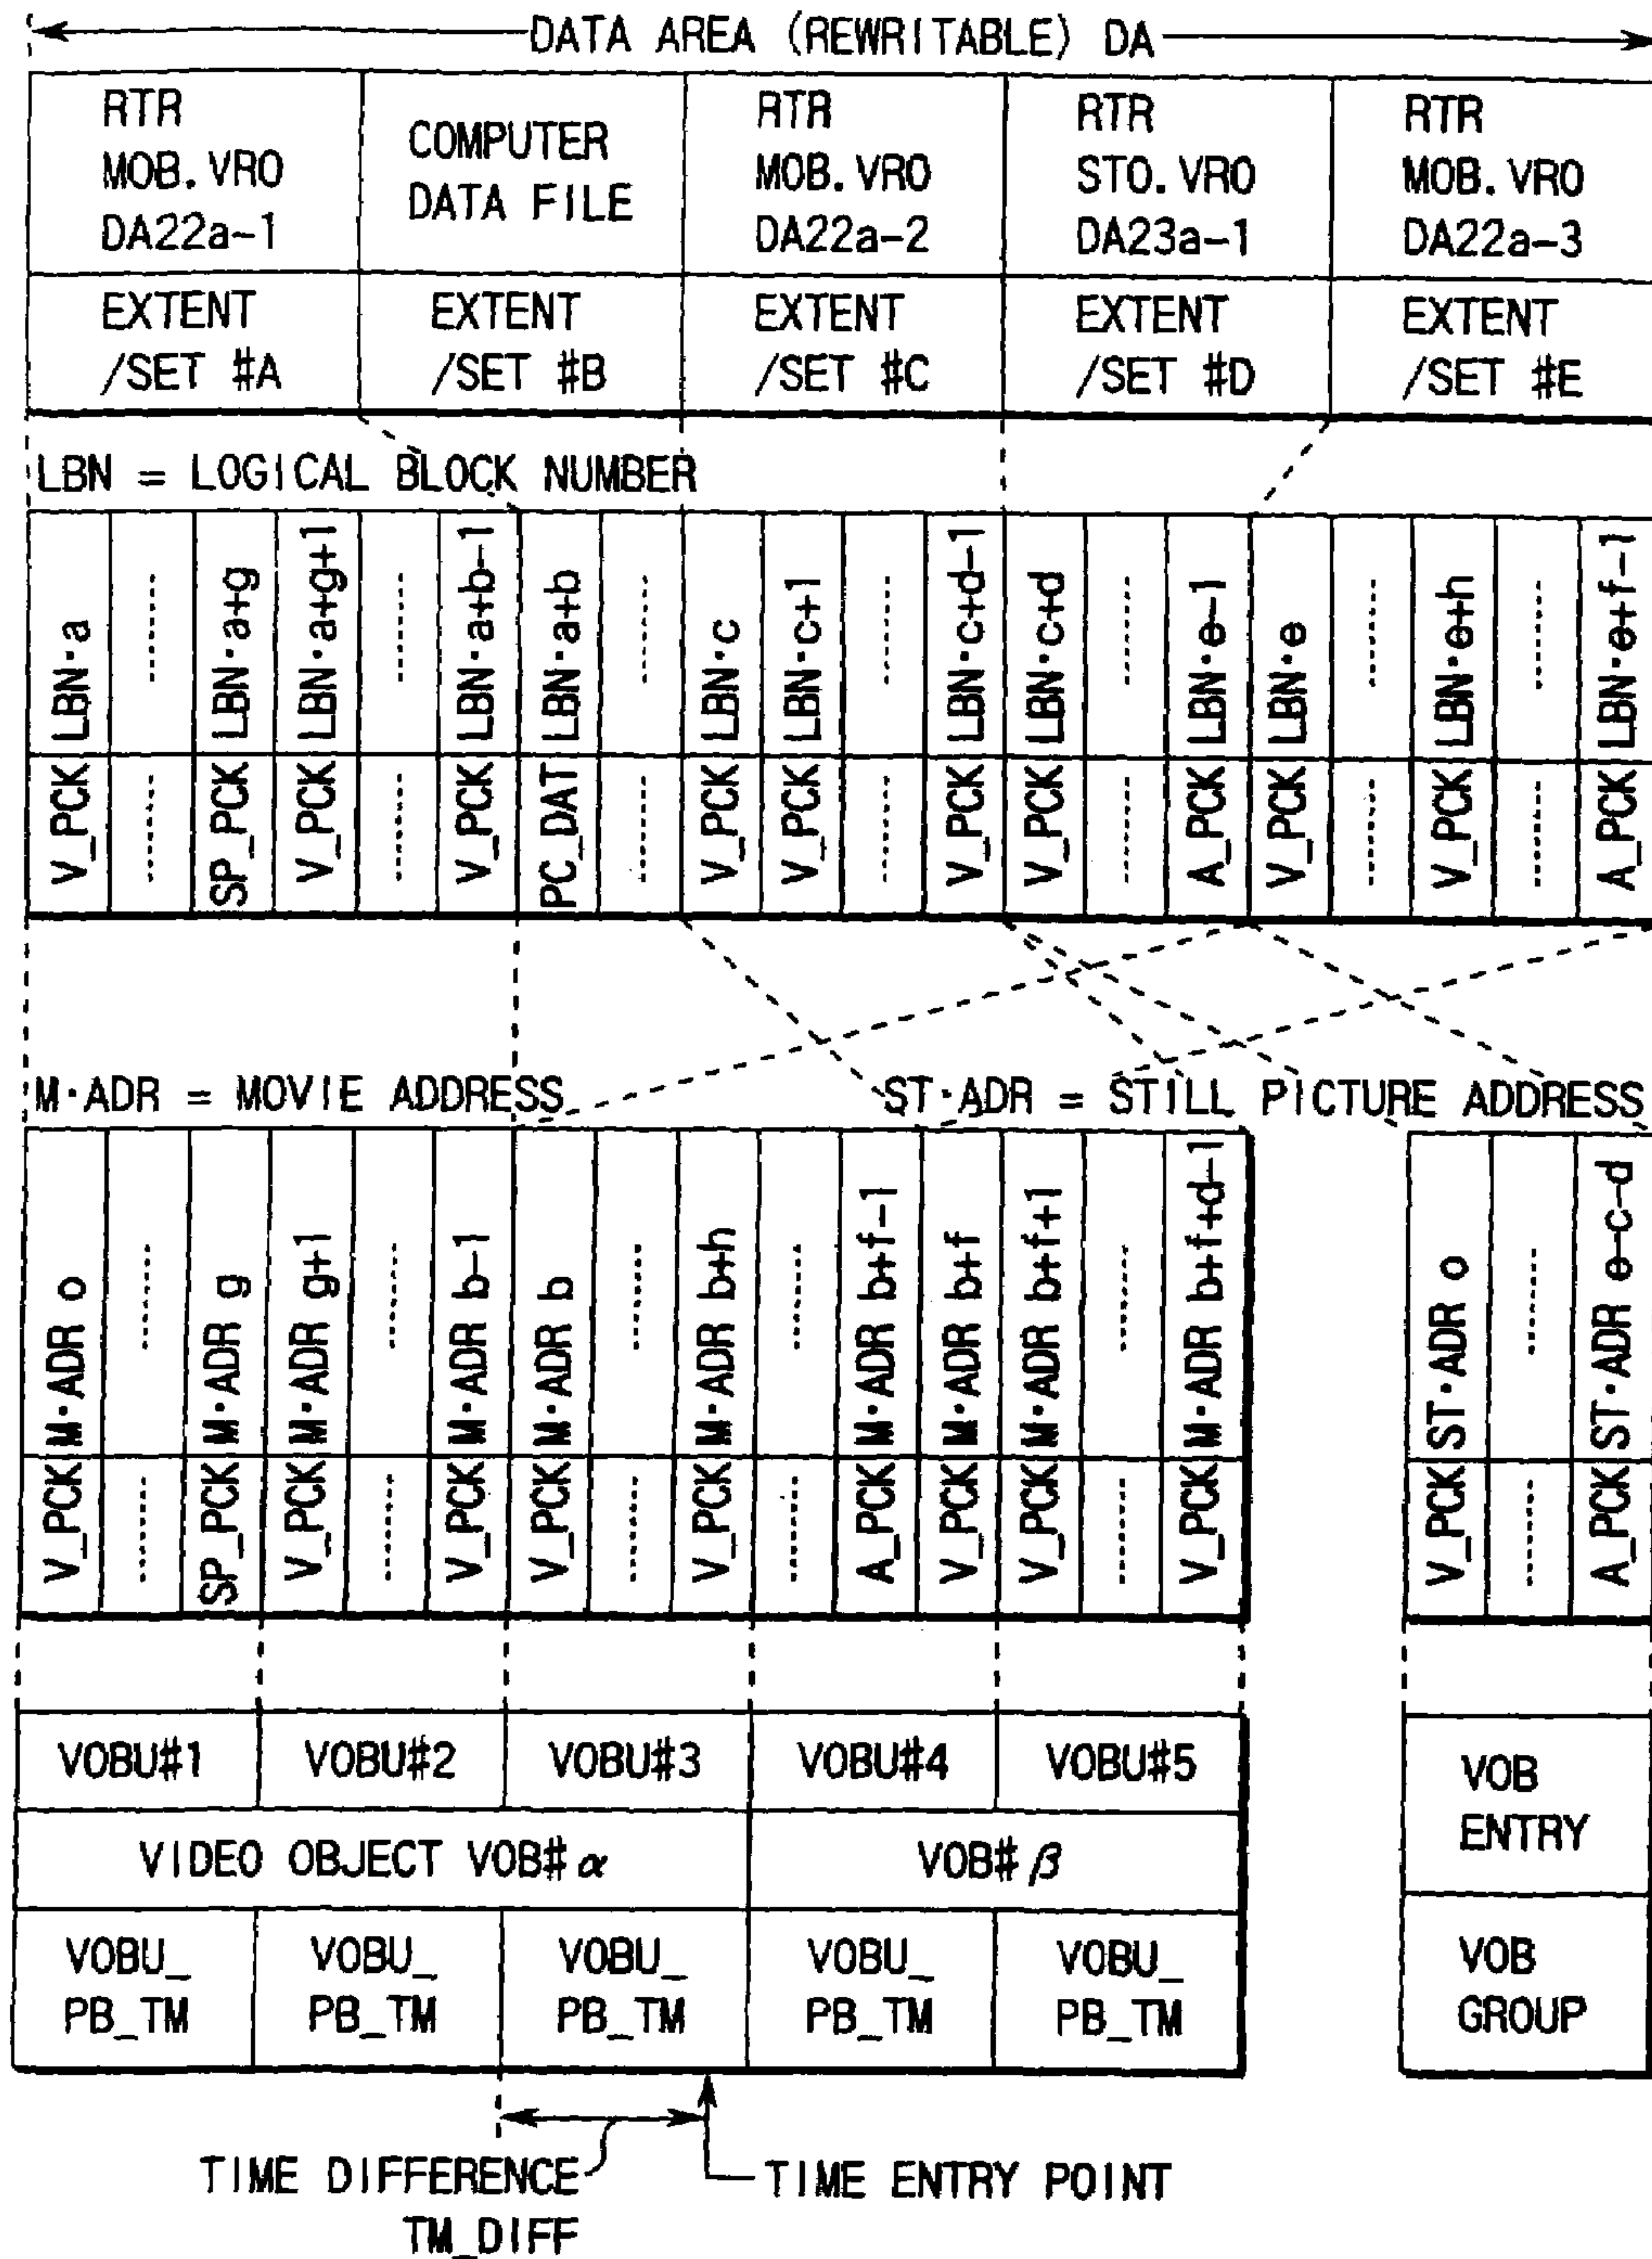 DATA AREA (REWRITABLE) DA
RTR
MOB.VRO
DA22a-1
COMPUTER
DATA FILE
RTR
MOB.VRO
DA22a-2
RTR
STO.VRO
DA23a-1
RTR
MOB.VRO
DA22a-3
EXTENT
/SET #A
EXTENT
/SET #B
EXTENT
/SET #C
EXTENT
/SET #D
EXTENT
/SET #E
LBN = LOGICAL BLOCK NUMBER
V_PCK LBN·a
SP_PCK LBN·a+g
V_PCK LBN·a+g+1
V_PCK LBN·a+b-1
PC_DAT LBN·a+b
V_PCK LBN·c
V_PCK LBN·c+1
V_PCK LBN·c+d-1
V_PCK LBN·c+d
A_PCK LBN·e-1
V_PCK LBN·e
V_PCK LBN·e+h
A_PCK LBN·e+f-1
M·ADR = MOVIE ADDRESS
ST·ADR = STILL PICTURE ADDRESS
V_PCK M·ADR o
SP_PCK M·ADR g
V_PCK M·ADR g+1
V_PCK M·ADR b-1
V_PCK M·ADR b
V_PCK M·ADR b+h
A_PCK M·ADR b+f-1
V_PCK M·ADR b+f
V_PCK M·ADR b+f+1
V_PCK M·ADR b+f+d-1
V_PCK ST·ADR o
A_PCK ST·ADR e-c-d
VOBU#1
VOBU#2
VOBU#3
VOBU#4
VOBU#5
VOB
ENTRY
VIDEO OBJECT VOB# α
VOB# β
VOBU_
PB_TM
VOBU_
PB_TM
VOBU_
PB_TM
VOBU_
PB_TM
VOBU_
PB_TM
VOB
GROUP
TIME DIFFERENCE
TM_DIFF
TIME ENTRY POINT